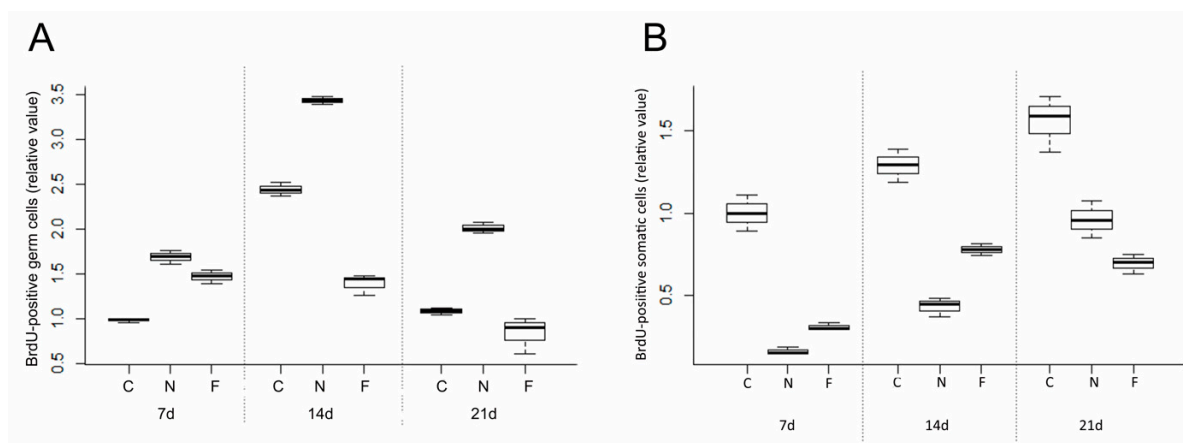 A
BrdU-positive germ cells (relative value)
3.5
3.0
2.5
2.0
1.5
1.0
0.5
C N F C N F C N F
7d 14d 21d
B
BrdU-positiive somatic cells (relative value)
1.5
1.0
0.5
C N F C N F C N F
7d 14d 21d